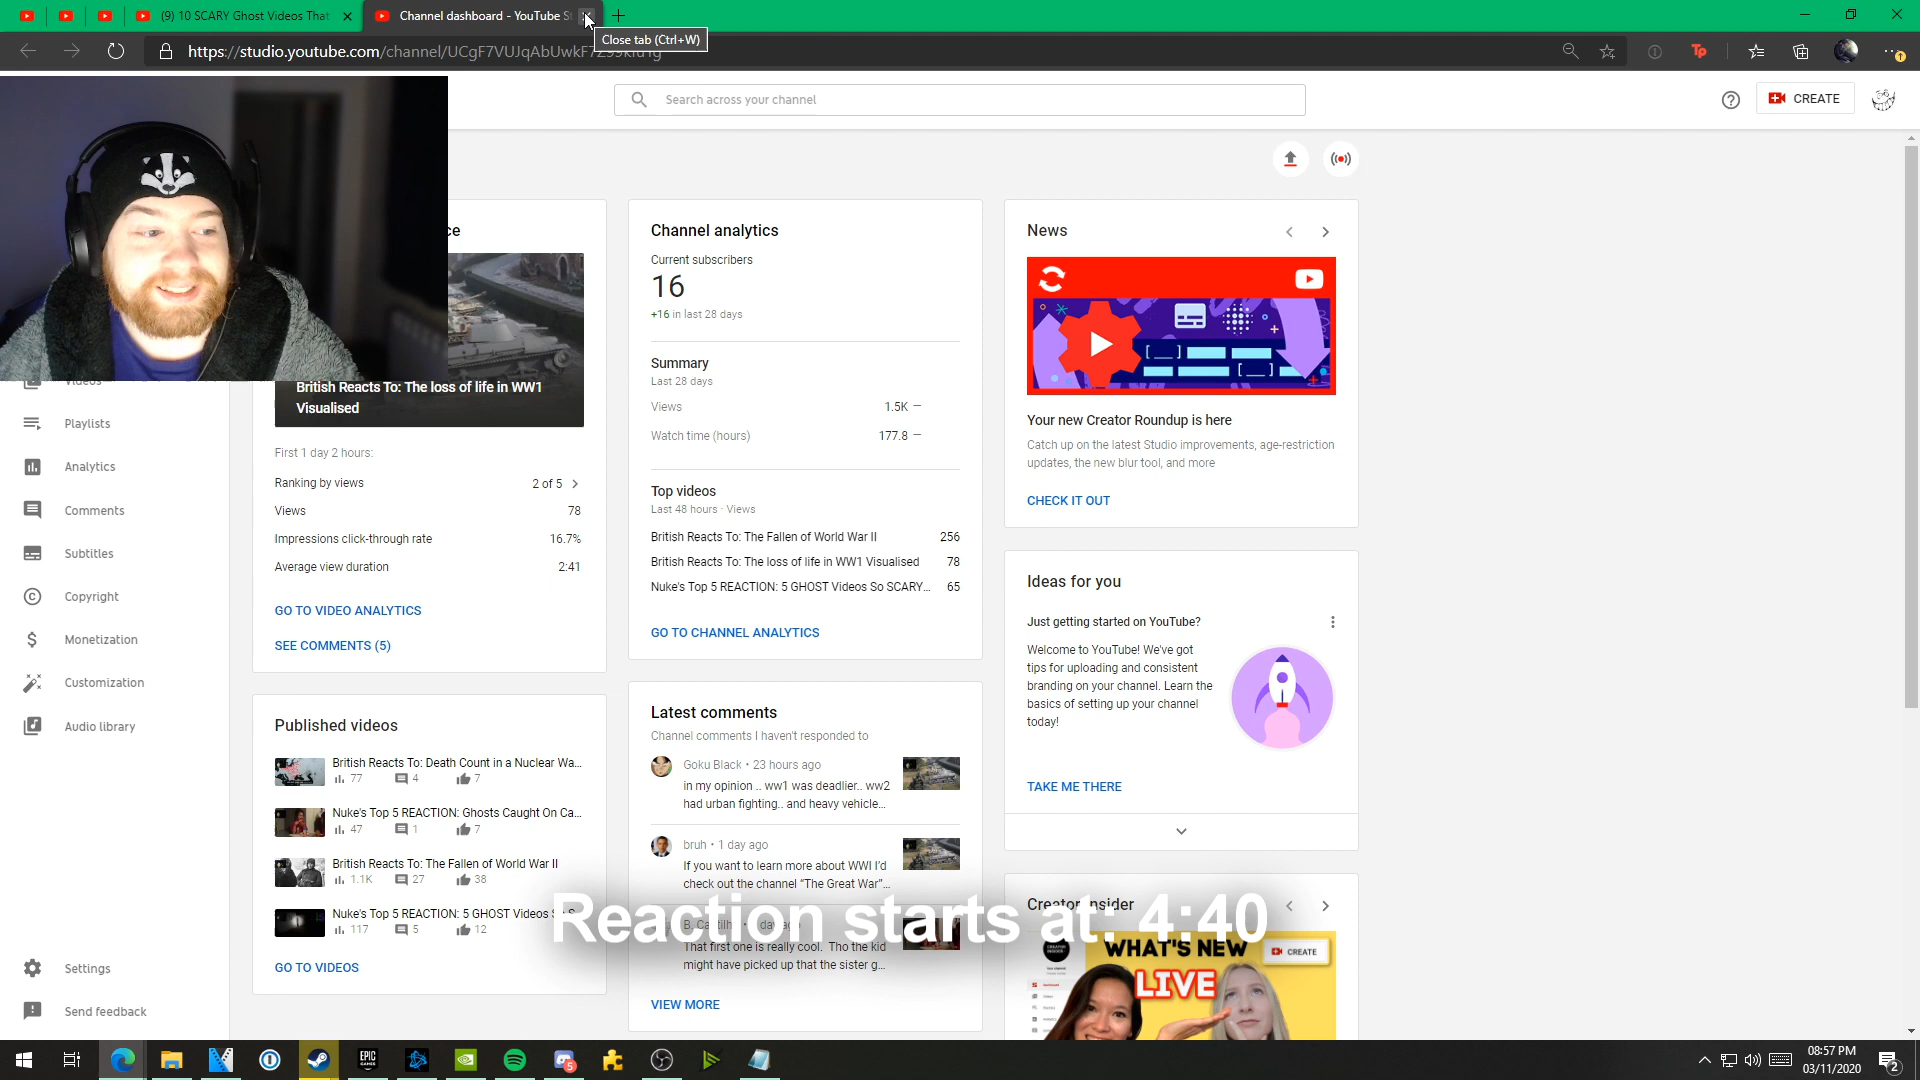 (9) 10 SCARY Ghost Videos That
Channel dashboard - YouTube S
Close tab (Ctrl+W)
https://studio.youtube.com/channel/
Search across your channel
CREATE
ce
British Reacts To: The loss of life in WW1
Visualised
First 1 day 2 hours:
Ranking by views 2 of 5
Views 78
Impressions click-through rate 16.7%
Average view duration 2:41
GO TO VIDEO ANALYTICS
SEE COMMENTS (5)
Videos
Playlists
Analytics
Comments
Subtitles
Copyright
Monetization
Customization
Audio library
Settings
Send feedback
Published videos
British Reacts To: Death Count in a Nuclear Wa...
77 4 7
Nuke's Top 5 REACTION: Ghosts Caught On Ca...
47 1 7
British Reacts To: The Fallen of World War II
1.1K 27 38
Nuke's Top 5 REACTION: 5 GHOST Videos
117 5 12
GO TO VIDEOS
Channel analytics
Current subscribers
16
+16 in last 28 days
Summary
Last 28 days
Views 1.5K —
Watch time (hours) 177.8 —
Top videos
Last 48 hours · Views
British Reacts To: The Fallen of World War II 256
British Reacts To: The loss of life in WW1 Visualised 78
Nuke's Top 5 REACTION: 5 GHOST Videos So SCARY... 65
GO TO CHANNEL ANALYTICS
Latest comments
Channel comments I haven't responded to
Goku Black • 23 hours ago
in my opinion .. ww1 was deadlier.. ww2
had urban fighting.. and heavy vehicle...
bruh • 1 day ago
If you want to learn more about WWI I'd
check out the channel “The Great War”...
That first one is really cool. Tho the kid
might have picked up that the sister g...
VIEW MORE
News
Your new Creator Roundup is here
Catch up on the latest Studio improvements, age-restriction
updates, the new blur tool, and more
CHECK IT OUT
Ideas for you
Just getting started on YouTube?
Welcome to YouTube! We've got
tips for uploading and consistent
branding on your channel. Learn the
basics of setting up your channel
today!
TAKE ME THERE
Creator Insider
WHAT'S NEW
CREATE
LIVE
Reaction starts at: 4:40
EPIC
GAMES
5
08:57 PM
03/11/2020
2